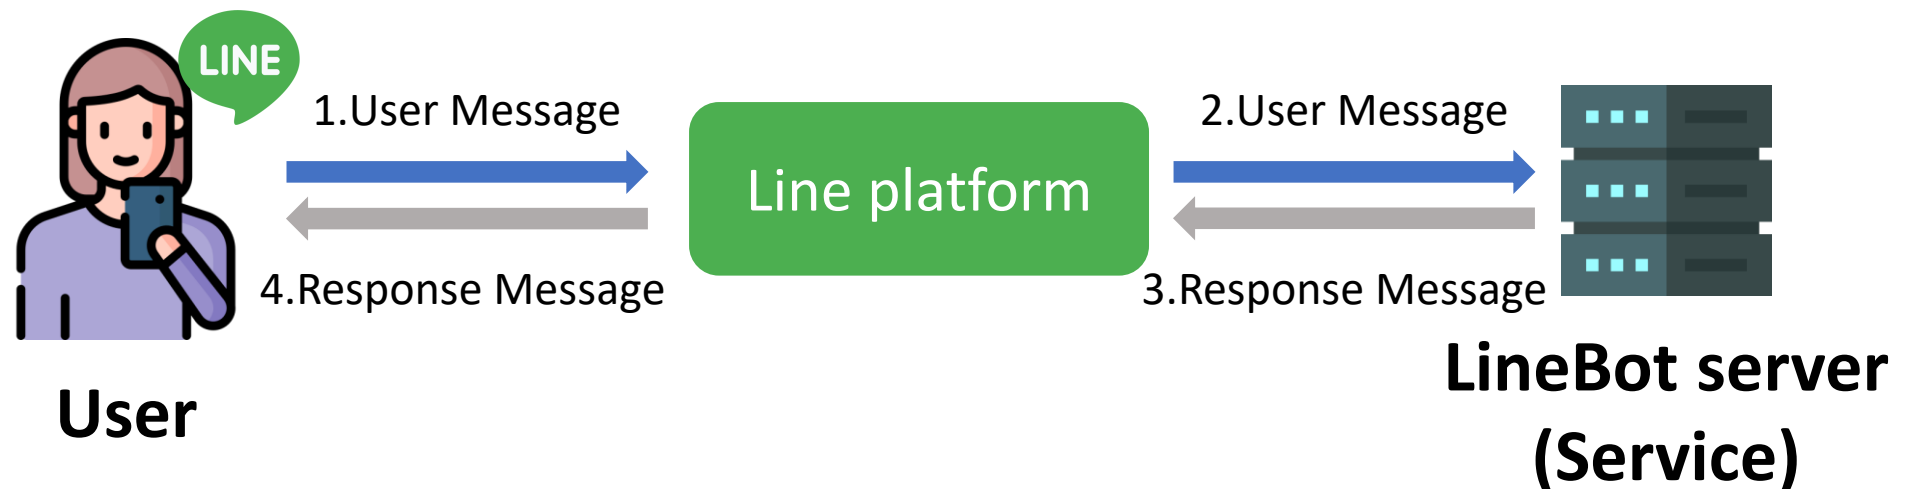 LINE
1.User Message
2.User Message
Line platform
4.Response Message
3.Response Message
User
LineBot server
(Service)